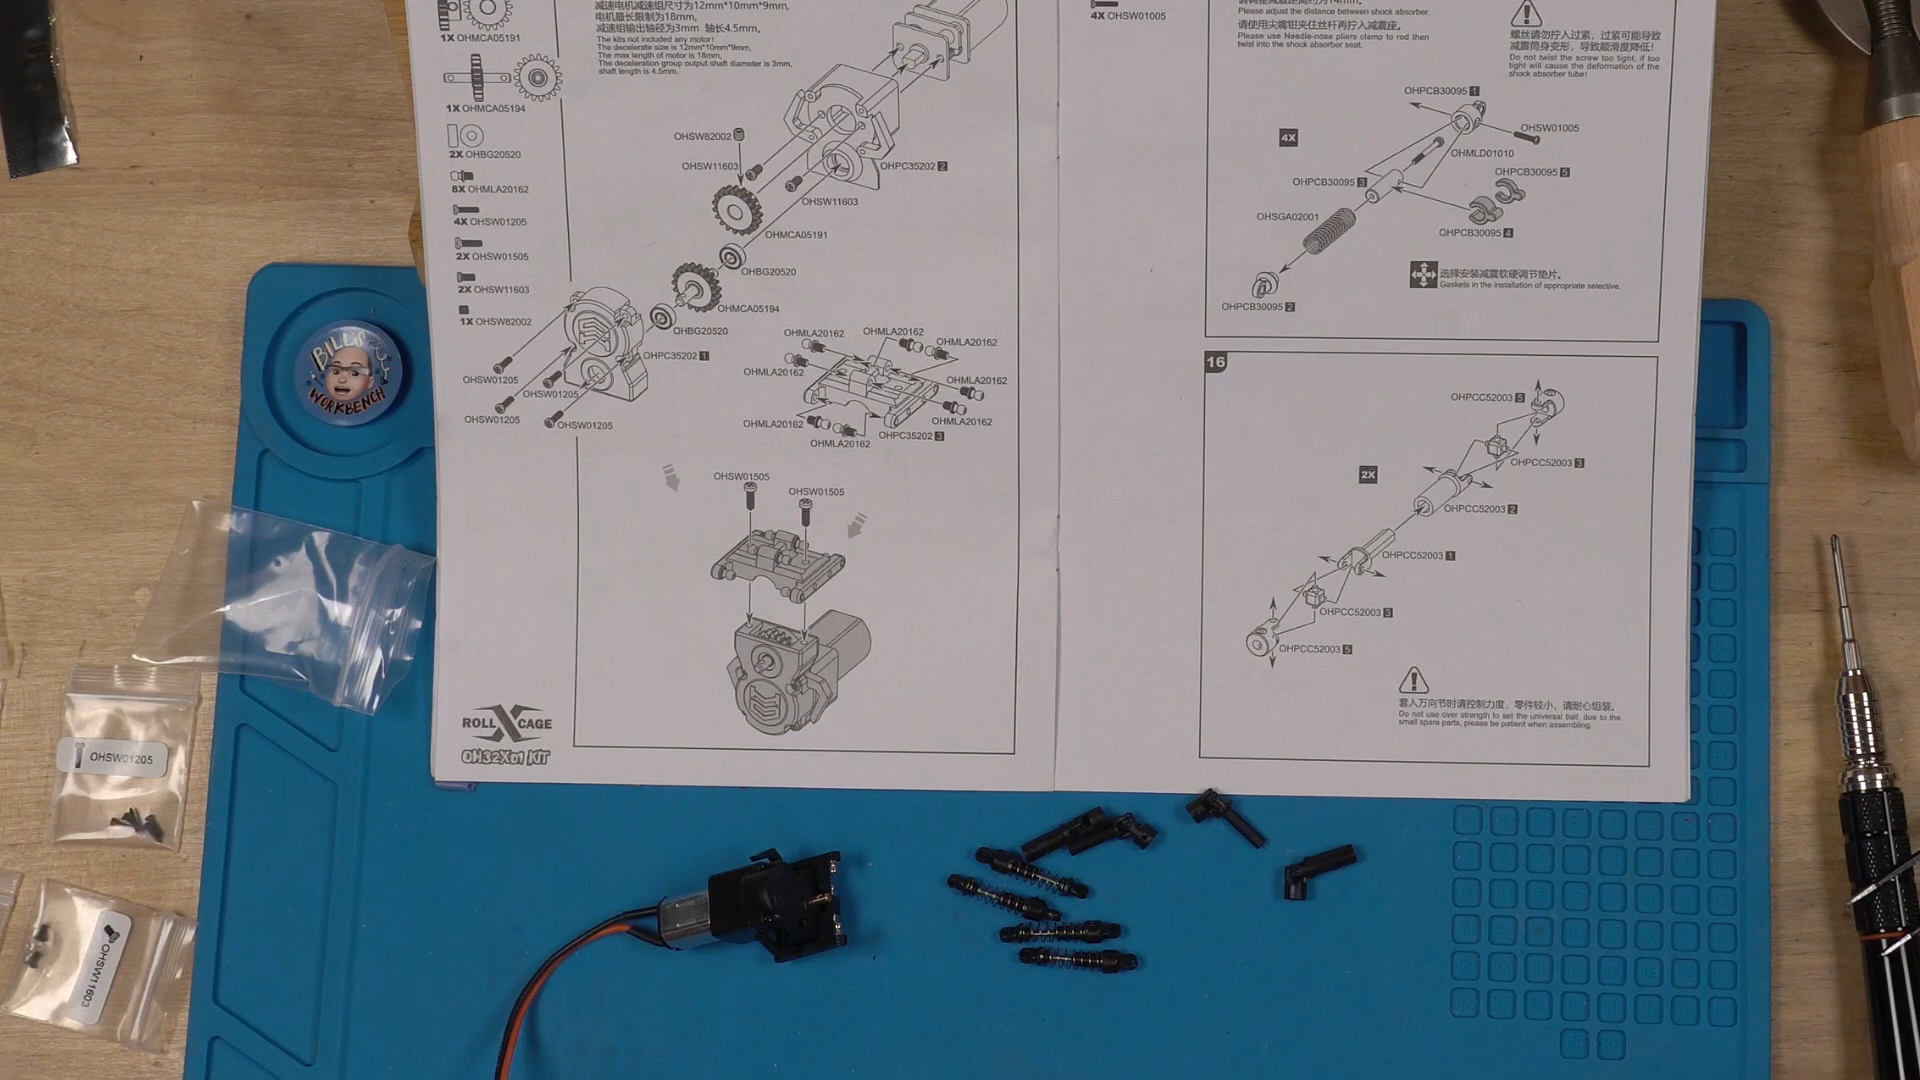 1X OHMCA05191
1X OHMCA05194
2X OHBG20520
8X OHMLA20162
4X OHSW01205
2X OHSW01505
2X OHSW11603
1X OHSW82002
减速电机减速组尺寸为12mm*10mm*9mm,
电机最长限制为18mm,
减速组输出轴径为3mm 轴长4.5mm。
The kits not included any motor!
The decelerate size is 12mm*10mm*9mm,
The max length of motor is 18mm,
The deceleration group output shaft diameter is 3mm,
shaft length is 4.5mm.
OHSW82002
OHSW11603
OHPC35202 2
OHSW11603
OHMCA05191
OHBG20520
OHMCA05194
OHBG20520
OHPC35202 1
OHSW01205
OHSW01205
OHSW01205
OHSW01205
OHMLA20162
OHMLA20162
OHMLA20162
OHMLA20162
OHMLA20162
OHMLA20162
OHMLA20162
OHMLA20162
OHPC35202 3
OHSW01505
OHSW01505
ROLL X CAGE
OH32X01 KIT
4X OHSW01005
Please adjust the distance between shock absorber.
请使用尖嘴钳夹住丝杆再拧入减震座。
Please use Needle-nose pliers clamp to rod then
twist into the shock absorber seat.
螺丝请勿拧入过紧，过紧可能导致
减震筒身变形，导致顺滑度降低！
Do not twist the screw too tight, if too
tight will cause the deformation of the
shock absorber tube!
4X
OHPCB30095 1
OHSW01005
OHMLD01010
OHPCB30095 5
OHPCB30095 3
OHSGA02001
OHPCB30095 4
OHPCB30095 2
选择安装减震软硬调节垫片。
Gaskets in the installation of appropriate selective.
16
2X
OHPCC52003 5
OHPCC52003 3
OHPCC52003 2
OHPCC52003 1
OHPCC52003 3
OHPCC52003 5
套入万向节时请控制力度，零件较小，请耐心组装。
Do not use over strength to set the universal ball, due to the
small spare parts, please be patient when assembling.
BILL'S
WORKBENCH
OHSW01205
OHSW11603